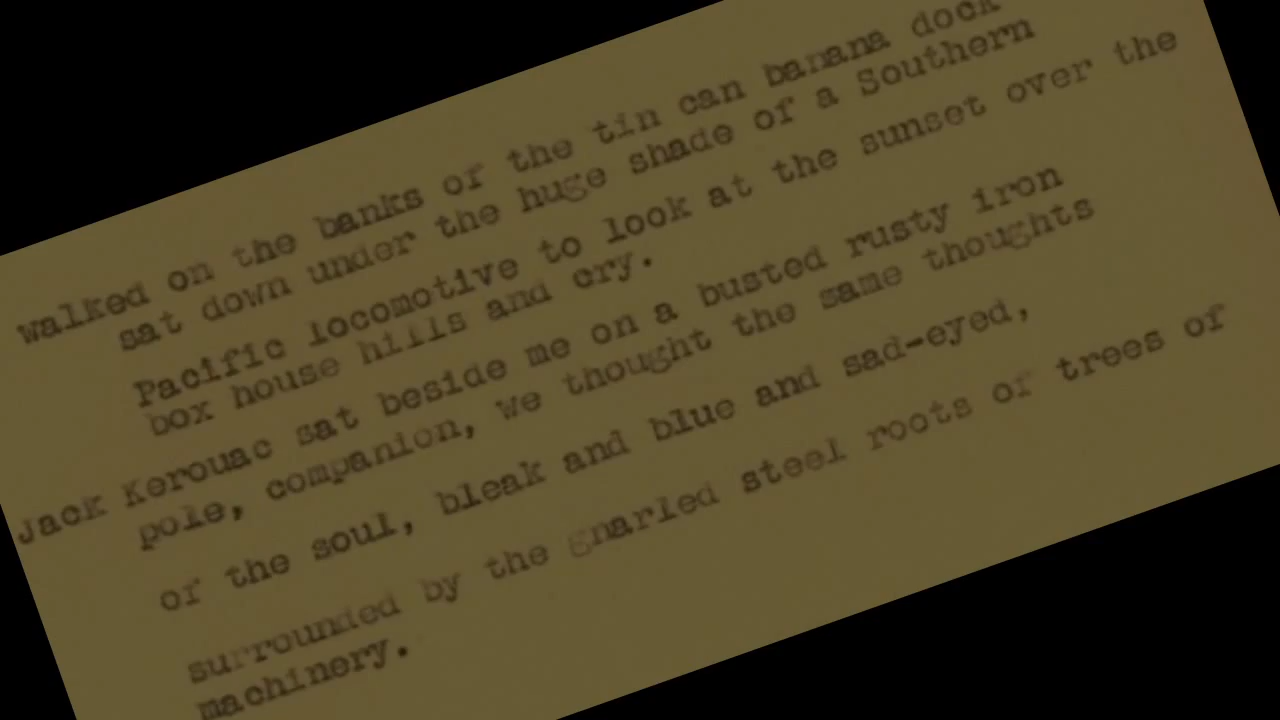 walked on the banks of the tin can banana dock
sat down under the huge shade of a Southern
Pacific locomotive to look at the sunset over the
box house hills and cry.
Jack Kerouac sat beside me on a busted rusty iron
pole, companion, we thought the same thoughts
of the soul, bleak and blue and sad-eyed,
surrounded by the gnarled steel roots of trees of
machinery.